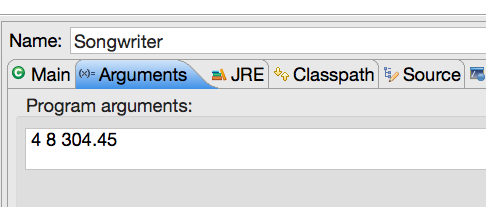 Name: Songwriter
C Main (x)= Arguments JRE Classpath Source
Program arguments:
4 8 304.45